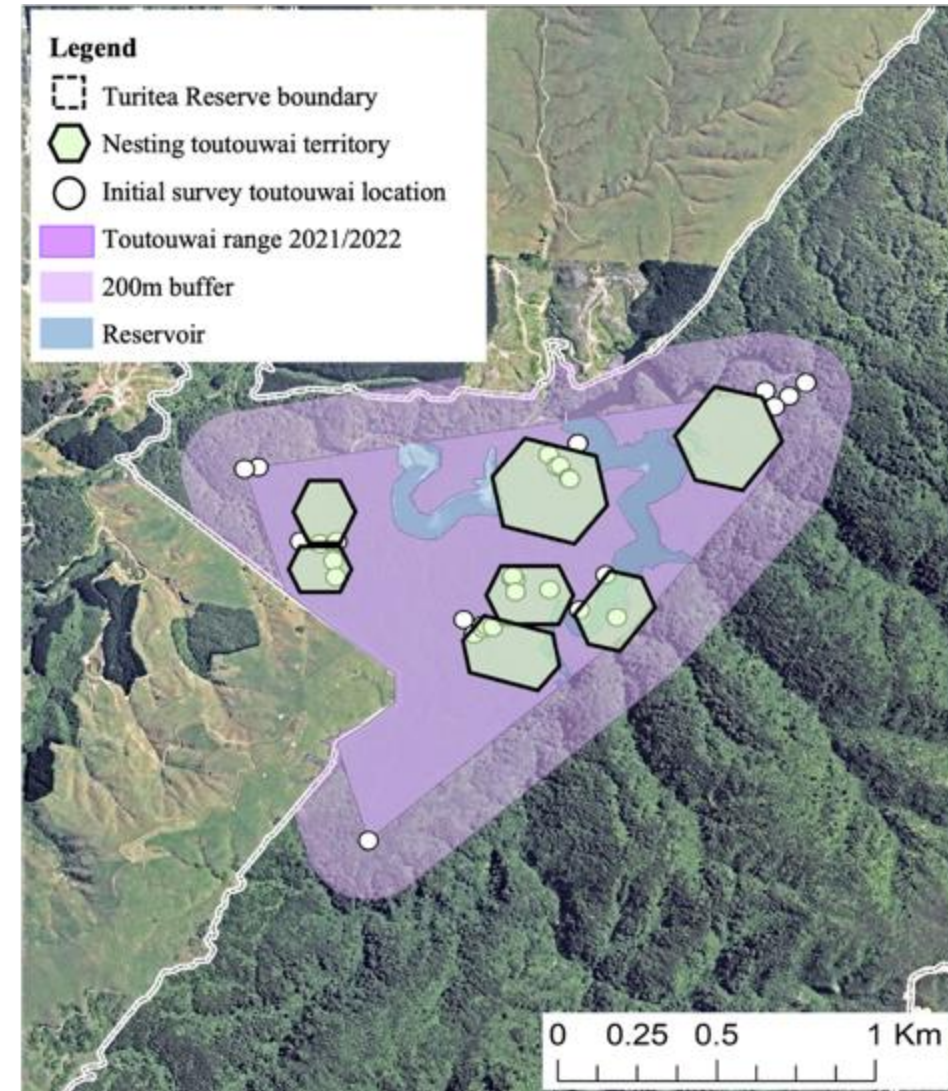 Legend
Turitea Reserve boundary
Nesting toutouwai territory
Initial survey toutouwai location
Toutouwai range 2021/2022
200m buffer
Reservoir
0 0.25 0.5 1 Km